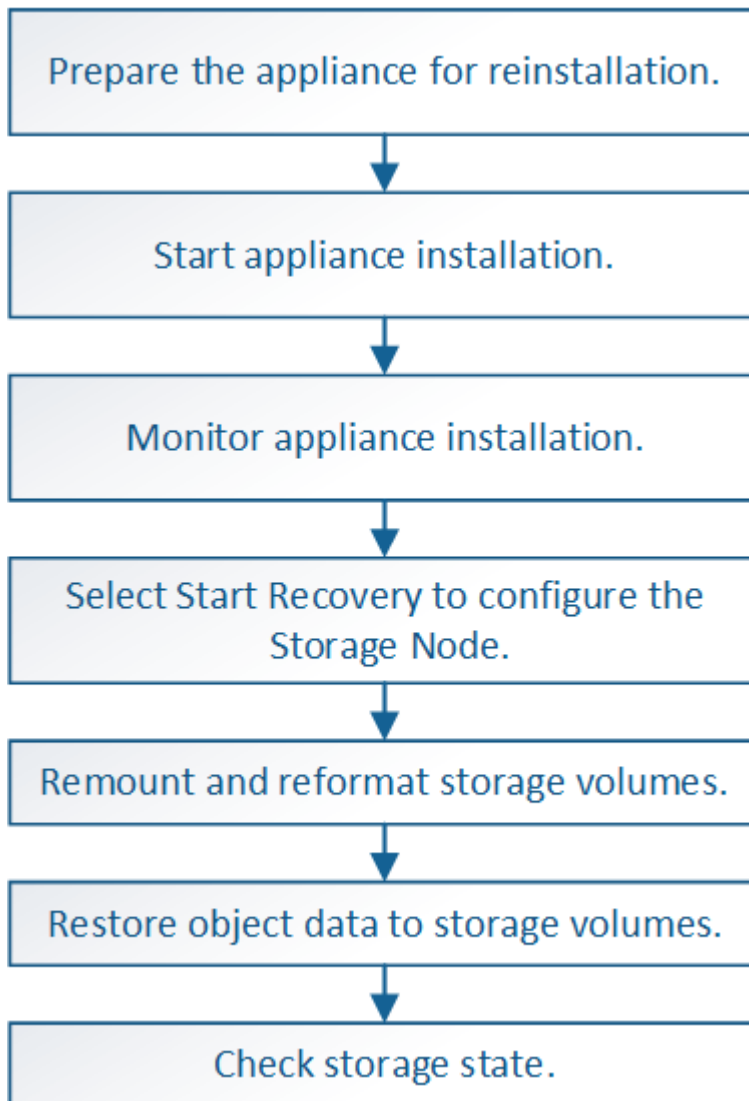 Prepare the appliance for reinstallation.
Start appliance installation.
Monitor appliance installation.
Select Start Recovery to configure the
Storage Node.
Remount and reformat storage volumes.
Restore object data to storage volumes.
Check storage state.